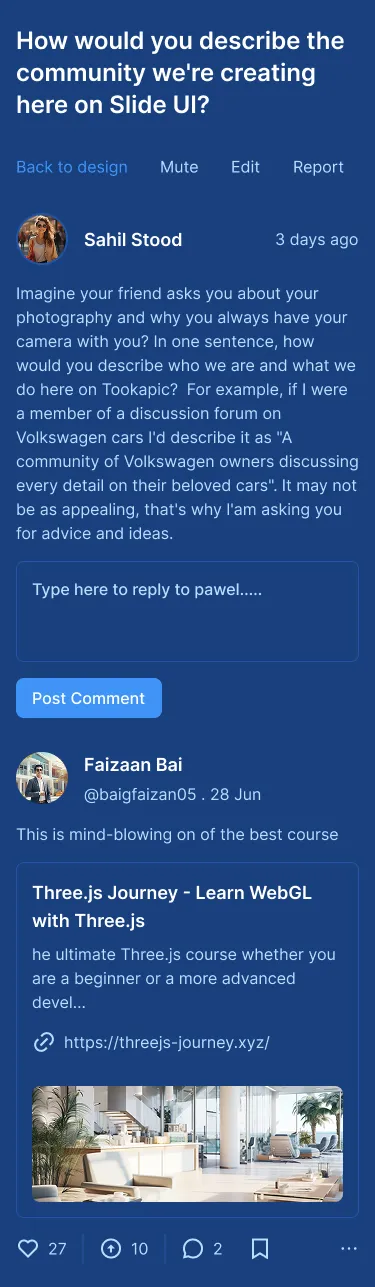 How would you describe the
community we're creating
here on Slide UI?
Back to design Mute Edit Report
Sahil Stood 3 days ago
Imagine your friend asks you about your
photography and why you always have your
camera with you? In one sentence, how
would you describe who we are and what we
do here on Tookapic?  For example, if I were
a member of a discussion forum on
Volkswagen cars I'd describe it as "A
community of Volkswagen owners discussing
every detail on their beloved cars". It may not
be as appealing, that's why I'am asking you
for advice and ideas.
Type here to reply to pawel.....
Post Comment
Faizaan Bai
@baigfaizan05 . 28 Jun
This is mind-blowing on of the best course
Three.js Journey - Learn WebGL
with Three.js
he ultimate Three.js course whether you
are a beginner or a more advanced
devel...
https://threejs-journey.xyz/
27 10 2 ...